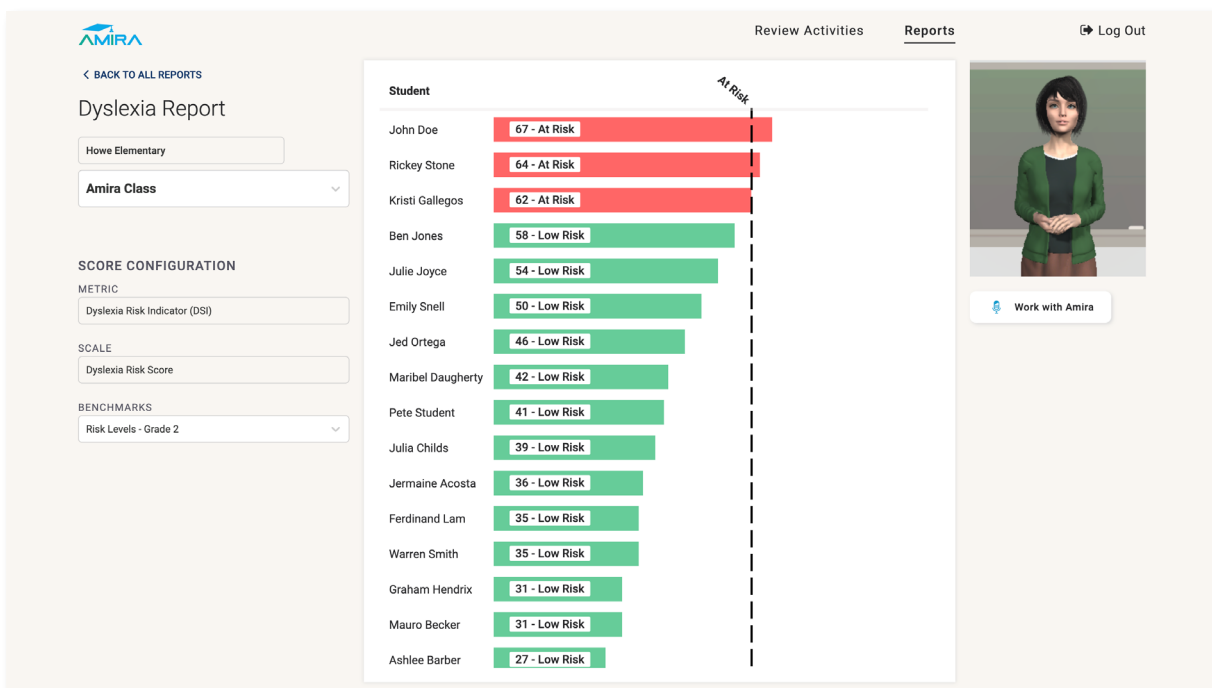 AMIRA
Review Activities
Reports
Log Out
BACK TO ALL REPORTS
Dyslexia Report
Howe Elementary
Amira Class
SCORE CONFIGURATION
METRIC
Dyslexia Risk Indicator (DSI)
SCALE
Dyslexia Risk Score
BENCHMARKS
Risk Levels - Grade 2
Student
At Risk
John Doe 67 - At Risk
Rickey Stone 64 - At Risk
Kristi Gallegos 62 - At Risk
Ben Jones 58 - Low Risk
Julie Joyce 54 - Low Risk
Emily Snell 50 - Low Risk
Jed Ortega 46 - Low Risk
Maribel Daugherty 42 - Low Risk
Pete Student 41 - Low Risk
Julia Childs 39 - Low Risk
Jermaine Acosta 36 - Low Risk
Ferdinand Lam 35 - Low Risk
Warren Smith 35 - Low Risk
Graham Hendrix 31 - Low Risk
Mauro Becker 31 - Low Risk
Ashlee Barber 27 - Low Risk
Work with Amira